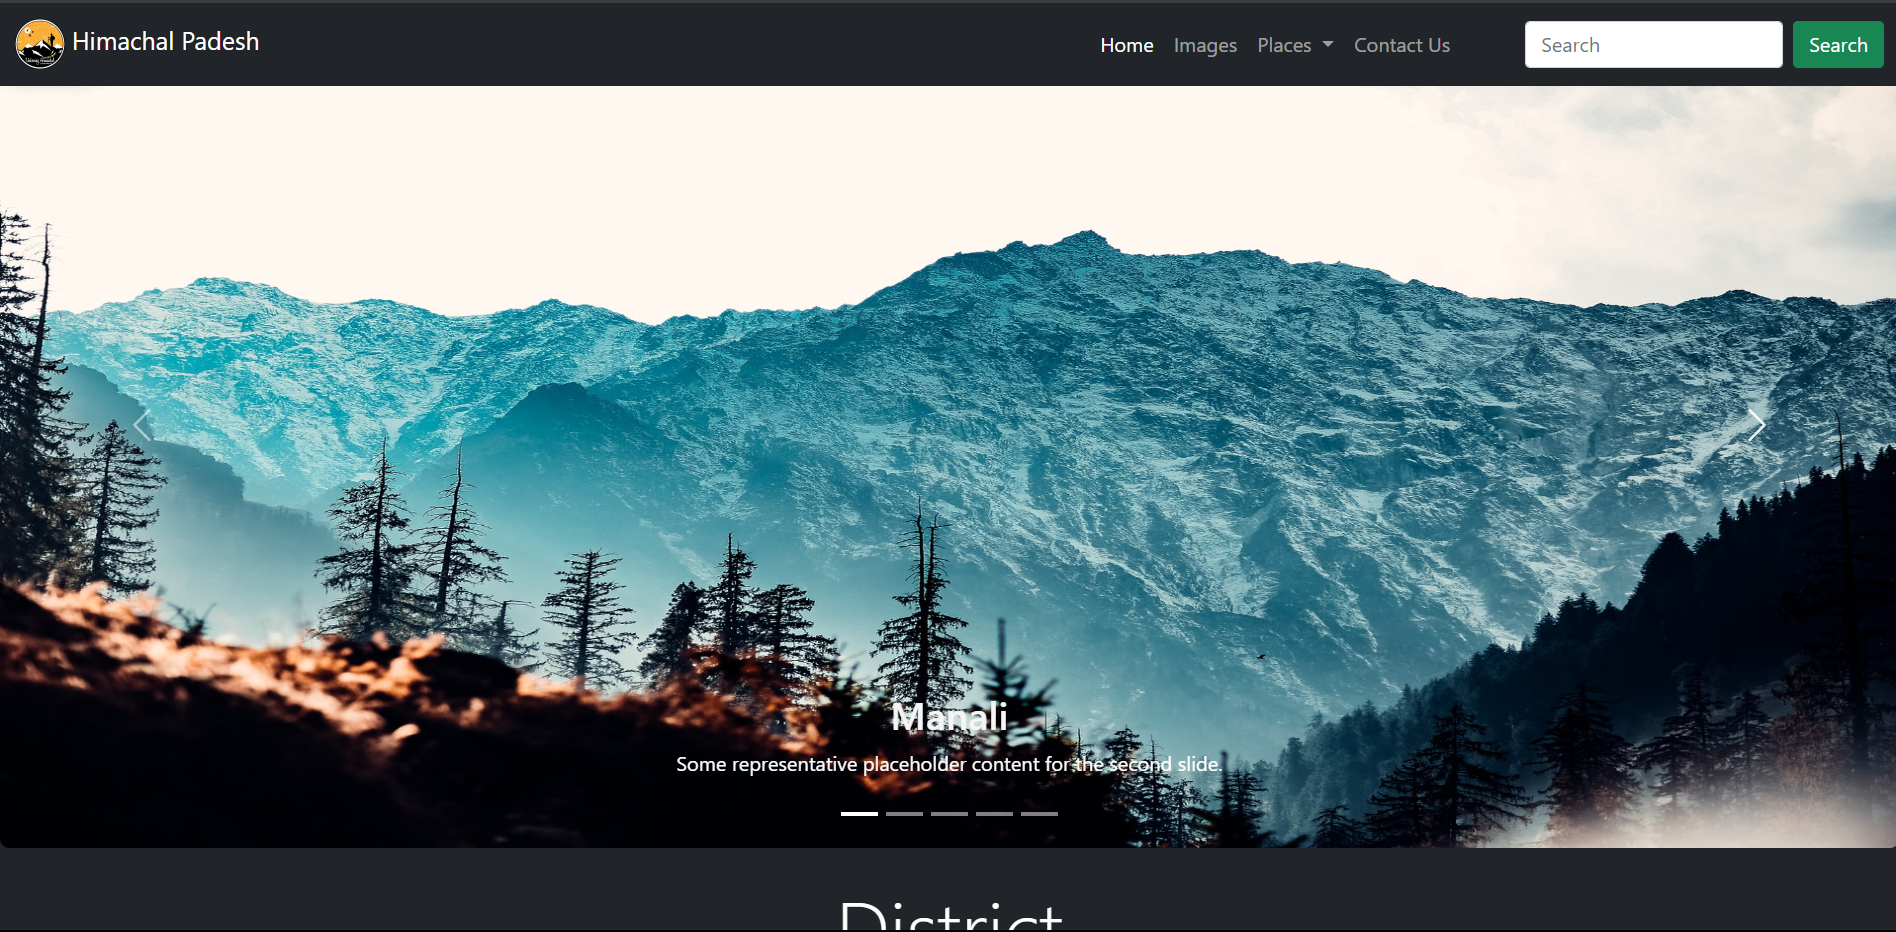 Himachal Padesh
Home Images Places Contact Us Search Search
Manali
Some representative placeholder content for the second slide.
District